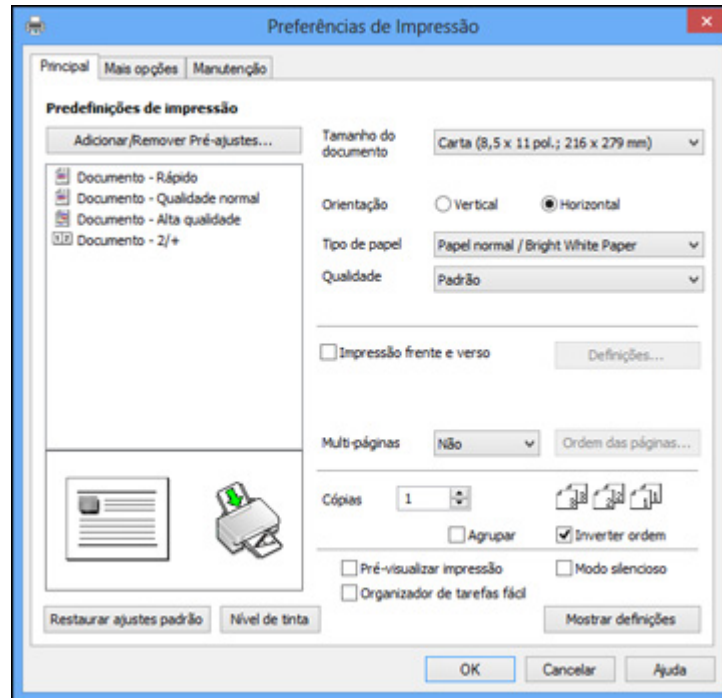 Preferências de Impressão
Principal
Mais opções
Manutenção
Predefinições de impressão
Adicionar/Remover Pré-ajustes...
Documento - Rápido
Documento - Qualidade normal
Documento - Alta qualidade
Documento - 2/+
Restaurar ajustes padrão
Nível de tinta
Tamanho do
documento
Carta (8,5 x 11 pol.; 216 x 279 mm)
Orientação
Vertical
Horizontal
Tipo de papel
Papel normal / Bright White Paper
Qualidade
Padrão
Impressão frente e verso
Definições...
Multi-páginas
Não
Ordem das páginas...
Cópias
1
Agrupar
Inverter ordem
Pré-visualizar impressão
Modo silencioso
Organizador de tarefas fácil
Mostrar definições
OK
Cancelar
Ajuda